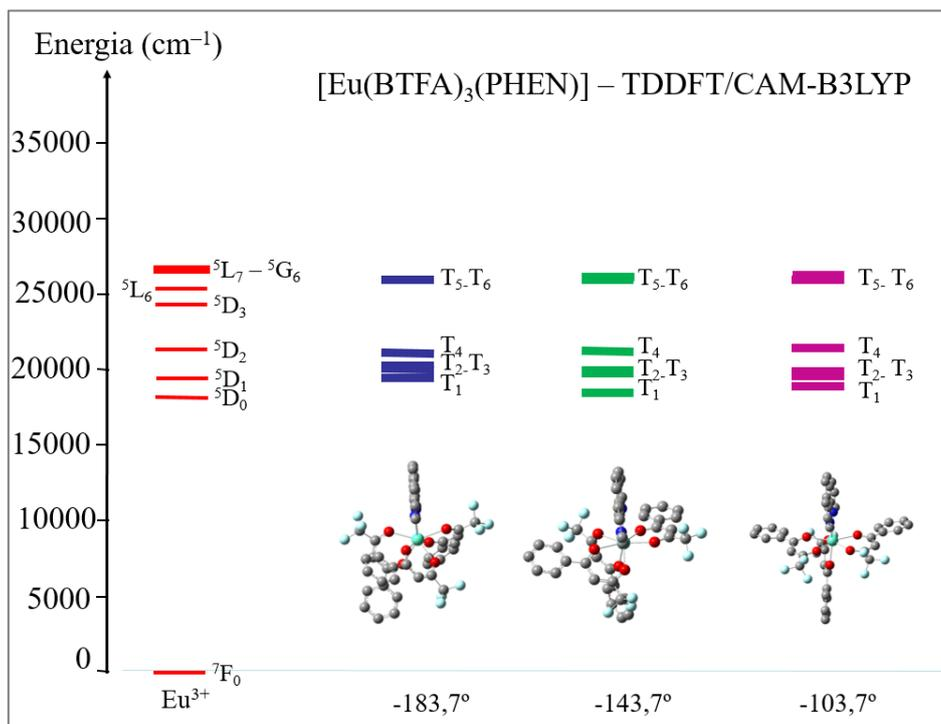 Energia (cm⁻¹)
[Eu(BTFA)₃(PHEN)] – TDDFT/CAM-B3LYP
35000
30000
25000
20000
15000
10000
5000
0
⁵L₇ – ⁵G₆
⁵L₆
⁵D₃
⁵D₂
⁵D₁
⁵D₀
⁷F₀
Eu³⁺
T₅₋T₆
T₄
T₂₋T₃
T₁
-183,7º
T₅₋T₆
T₄
T₂₋T₃
T₁
-143,7º
T₅₋ T₆
T₄
T₂₋ T₃
T₁
-103,7º